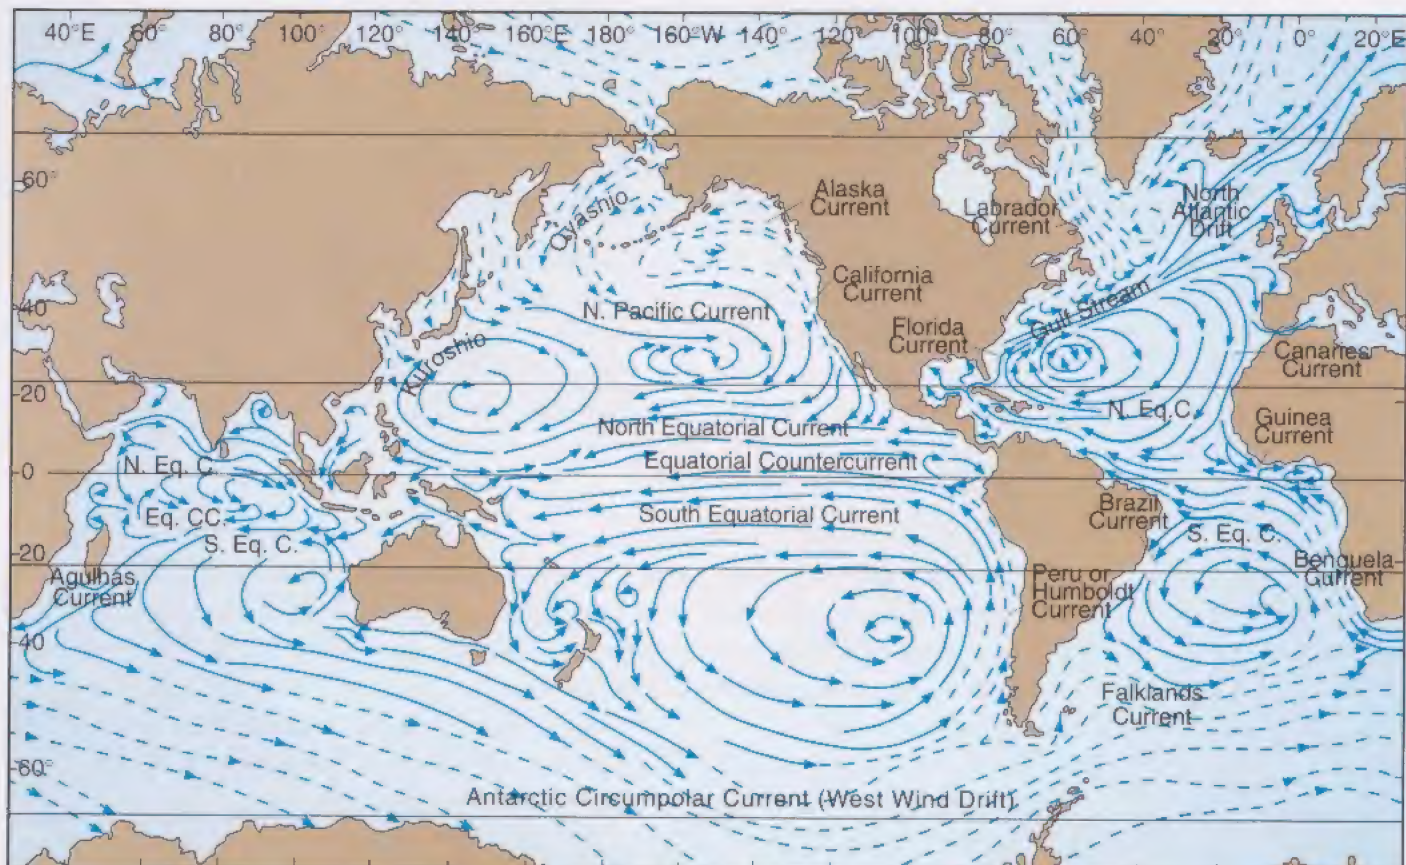 40°E 60° 80° 100° 120° 140° 160°E 180° 160°W 140° 120° 100° 80° 60° 40° 20° 0° 20°E
60°
40
20
0
20
40
60°
Oyashio
Alaska
Current
Labrador
Current
North
Atlantic
Drift
California
Current
N. Pacific Current
Florida
Current
Gulf Stream
Kuroshio
Canaries
Current
N. Eq.C.
Guinea
Current
North Equatorial Current
Equatorial Countercurrent
South Equatorial Current
N. Eq. C.
Eq. CC.
S. Eq. C.
Agulhas
Current
Brazil
Current
S. Eq. C.
Benquela
Current
Peru or
Humboldt
Current
Falklands
Current
Antarctic Circumpolar Current (West Wind Drift)